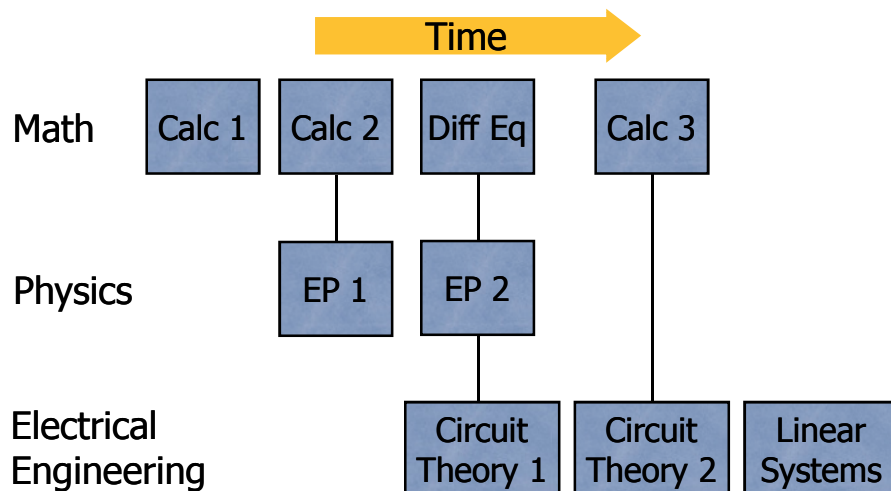 Time
Math
Calc 1
Calc 2
Diff Eq
Calc 3
Physics
EP 1
EP 2
Electrical
Engineering
Circuit
Theory 1
Circuit
Theory 2
Linear
Systems